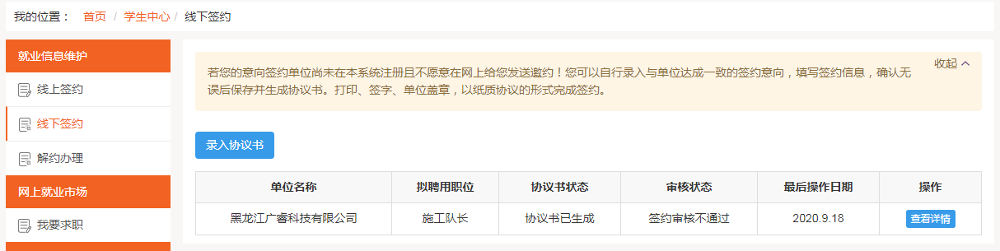 我的位置： 首页 / 学生中心 / 线下签约
就业信息维护
线上签约
线下签约
解约办理
网上就业市场
我要求职
收起
若您的意向签约单位尚未在本系统注册且不愿意在网上给您发送邀约！您可以自行录入与单位达成一致的签约意向，填写签约信息，确认无
误后保存并生成协议书。打印、签字、单位盖章，以纸质协议的形式完成签约。
录入协议书
单位名称 拟聘用职位 协议书状态 审核状态 最后操作日期 操作
黑龙江广睿科技有限公司 施工队长 协议书已生成 签约审核不通过 2020.9.18 查看详情